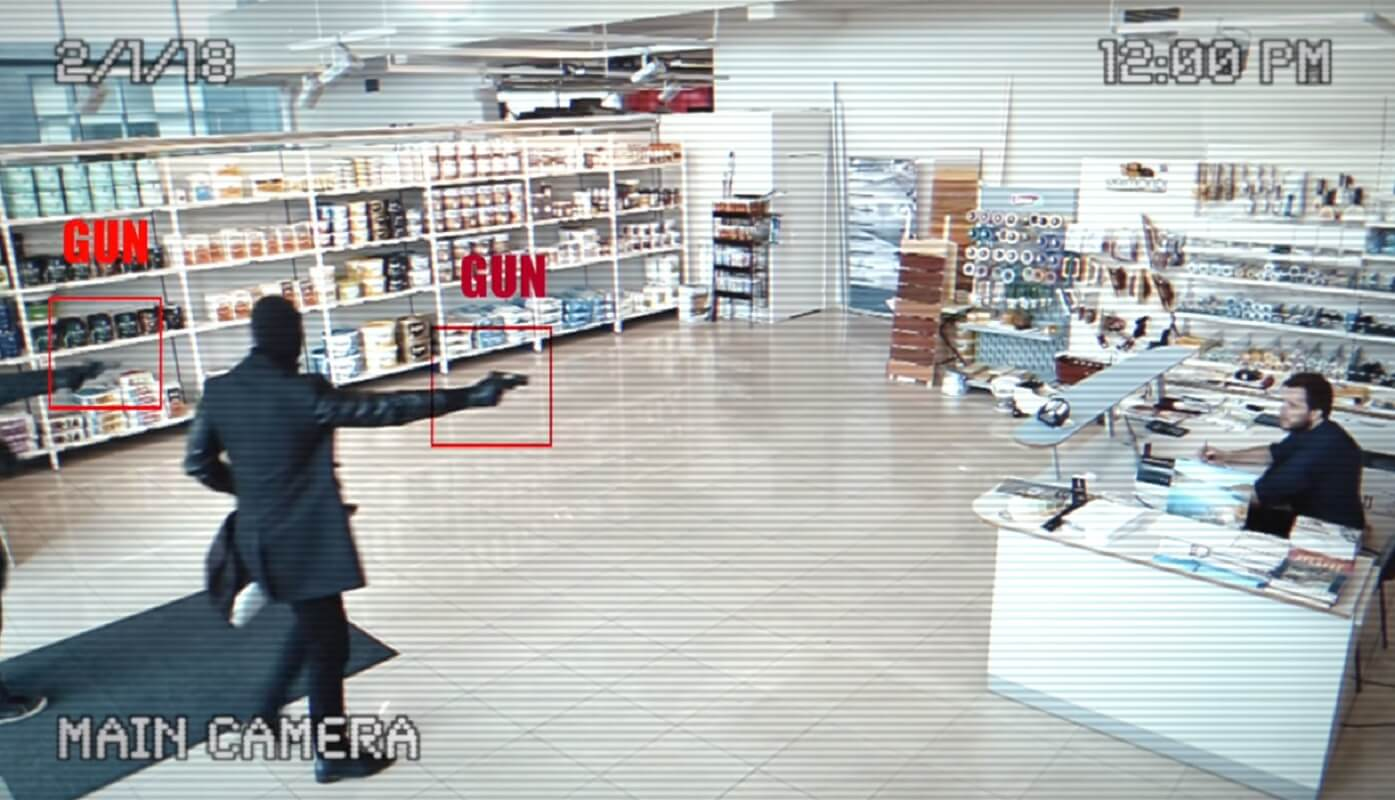 2/1/18
12:00 PM
GUN
GUN
MAIN CAMERA